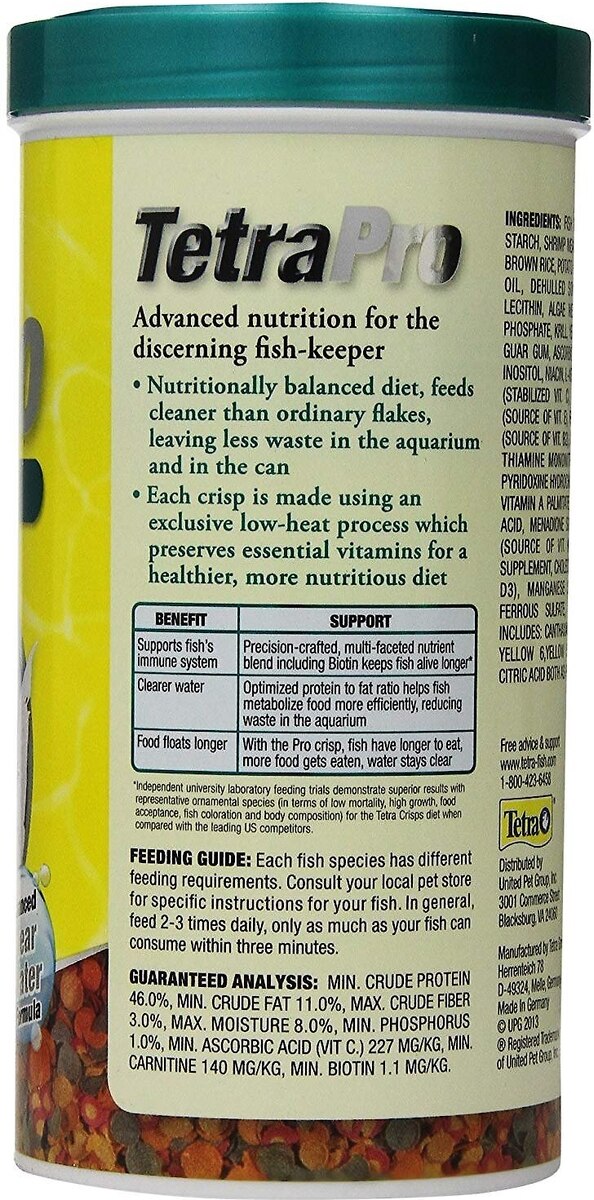 TetraPro
Advanced nutrition for the
discerning fish-keeper
• Nutritionally balanced diet, feeds
cleaner than ordinary flakes,
leaving less waste in the aquarium
and in the can
• Each crisp is made using an
exclusive low-heat process which
preserves essential vitamins for a
healthier, more nutritious diet
BENEFIT SUPPORT
Supports fish's
immune system
Precision-crafted, multi-faceted nutrient
blend including Biotin keeps fish alive longer*
Clearer water
Optimized protein to fat ratio helps fish
metabolize food more efficiently, reducing
waste in the aquarium
Food floats longer
With the Pro crisp, fish have longer to eat,
more food gets eaten, water stays clear
*Independent university laboratory feeding trials demonstrate superior results with
representative ornamental species (in terms of low mortality, high growth, food
acceptance, fish coloration and body composition) for the Tetra Crisps diet when
compared with the leading US competitors.
FEEDING GUIDE: Each fish species has different
feeding requirements. Consult your local pet store
for specific instructions for your fish. In general,
feed 2-3 times daily, only as much as your fish can
consume within three minutes.
GUARANTEED ANALYSIS: MIN. CRUDE PROTEIN
46.0%, MIN. CRUDE FAT 11.0%, MAX. CRUDE FIBER
3.0%, MAX. MOISTURE 8.0%, MIN. PHOSPHORUS
1.0%, MIN. ASCORBIC ACID (VIT C.) 227 MG/KG, MIN.
CARNITINE 140 MG/KG, MIN. BIOTIN 1.1 MG/KG.
INGREDIENTS: FISH
STARCH, SHRIMP
BROWN RICE,
OIL, DEHULLED
LECITHIN, ALGAE
PHOSPHATE, KRILL
GUAR GUM,
INOSITOL, NIACIN,
(STABILIZED VIT. C),
(SOURCE OF VIT. E),
(SOURCE OF VIT.
THIAMINE
PYRIDOXINE
VITAMIN A
ACID, MENADIONE
(SOURCE OF VIT.
SUPPLEMENT,
D3), MANGANESE
FERROUS SULFATE,
INCLUDES:
YELLOW 6, YELLOW
CITRIC ACID BOTH
Free advice & support
www.tetra-fish.com
1-800-423-6458
Tetra
Distributed by
United Pet Group, Inc.
3001 Commerce Street
Blacksburg, VA 24060
Manufactured by Tetra
Herrenteich 78
D-49324, Melle, Germany
Made in Germany
© UPG 2013
® Registered Trademark
of United Pet Group, Inc.